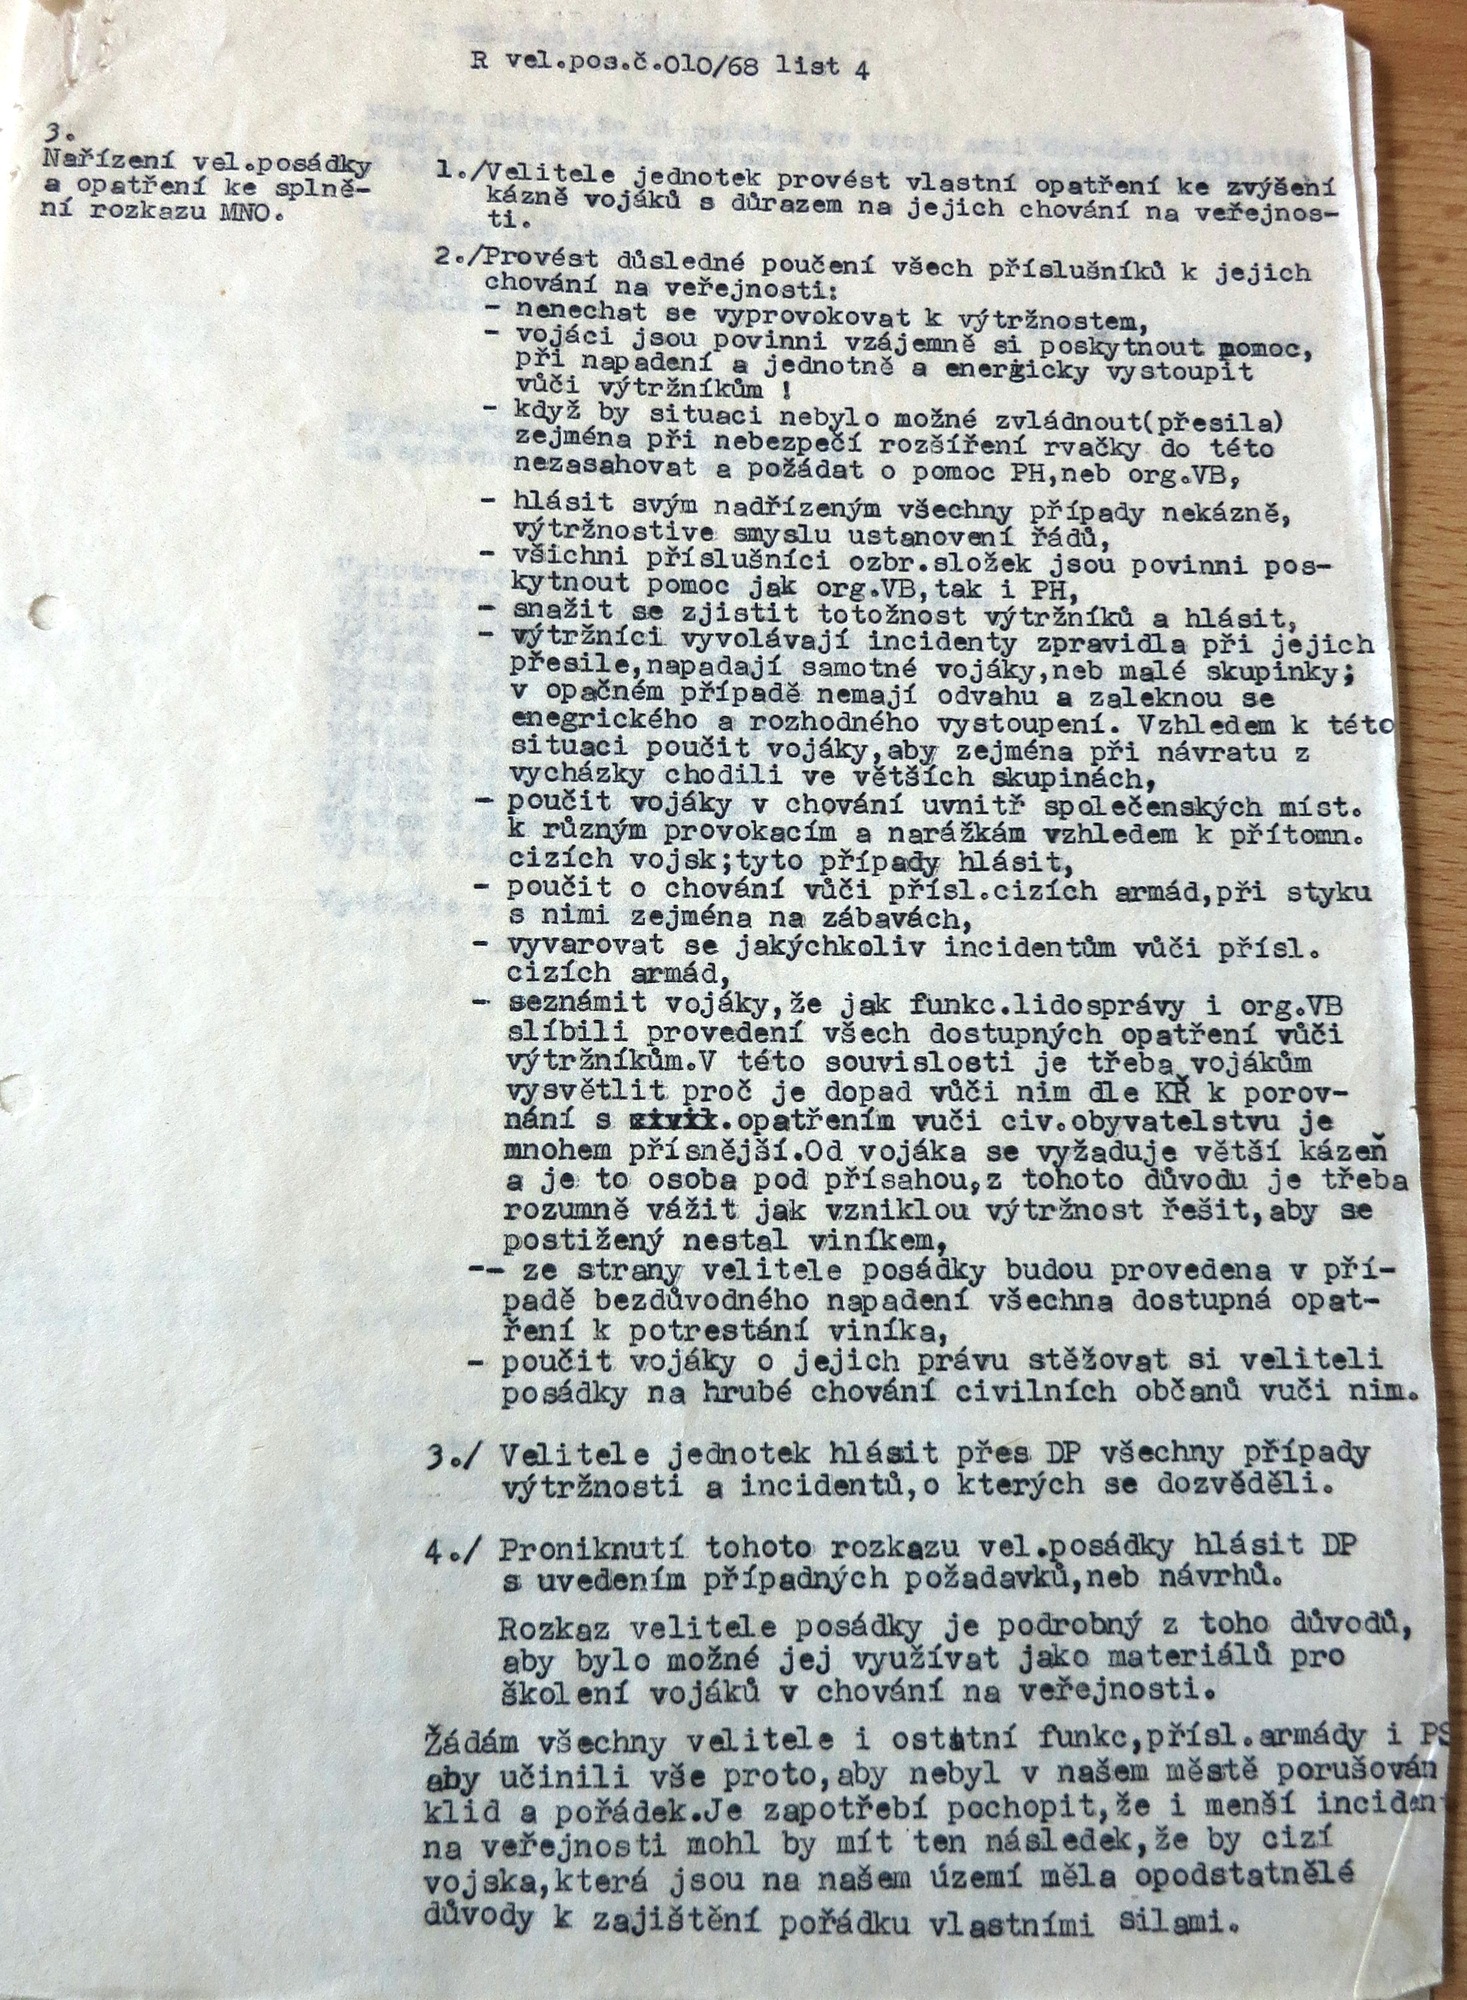 R vel.pos.č.010/68 list 4
3.
Nařízení vel.posádky
a opatření ke splně-
ní rozkazu MNO.
1./Velitele jednotek provést vlastní opatření ke zvýšení
kázně vojáků s důrazem na jejich chování na veřejnos-
ti.
2./Provést důsledné poučení všech příslušníků k jejich
chování na veřejnosti:
- nenechat se vyprovokovat k výtržnostem,
- vojáci jsou povinni vzájemně si poskytnout pomoc,
při napadení a jednotně a energicky vystoupit
vůči výtržníkům !
- když by situaci nebylo možné zvládnout(přesila)
zejména při nebezpečí rozšíření rvačky do této
nezasahovat a požádat o pomoc PH,neb org.VB,
- hlásit svým nadřízeným všechny případy nekázně,
výtržnostive smyslu ustanovení řádů,
- všichni příslušníci ozbr.složek jsou povinni pos-
kytnout pomoc jak org.VB,tak i PH,
- snažit se zjistit totožnost výtržníků a hlásit,
- výtržníci vyvolávají incidenty zpravidla při jejich
přesile,napadají samotné vojáky,neb malé skupinky;
v opačném případě nemají odvahu a zaleknou se
enegrického a rozhodného vystoupení. Vzhledem k této
situaci poučit vojáky,aby zejména při návratu z
vycházky chodili ve větších skupinách,
- poučit vojáky v chování uvnitř společenských míst.
k různým provokacím a narážkám vzhledem k přítomn.
cizích vojsk;tyto případy hlásit,
- poučit o chování vůči přísl.cizích armád,při styku
s nimi zejména na zábavách,
- vyvarovat se jakýchkoliv incidentům vůči přísl.
cizích armád,
- seznámit vojáky,že jak funkc.lidosprávy i org.VB
slíbili provedení všech dostupných opatření vůči
výtržníkům.V této souvislosti je třeba vojákům
vysvětlit proč je dopad vůči nim dle KŘ k porov-
nání s .opatřením vuči civ.obyvatelstvu je
mnohem přísnější.Od vojáka se vyžaduje větší kázeň
a je to osoba pod přísahou,z tohoto důvodu je třeba
rozumně vážit jak vzniklou výtržnost řešit,aby se
postižený nestal viníkem,
-- ze strany velitele posádky budou provedena v pří-
padě bezdůvodného napadení všechna dostupná opat-
ření k potrestání viníka,
- poučit vojáky o jejich právu stěžovat si veliteli
posádky na hrubé chování civilních občanů vuči nim.
3./ Velitele jednotek hlásit přes DP všechny případy
výtržnosti a incidentů,o kterých se dozvěděli.
4./ Proniknutí tohoto rozkazu vel.posádky hlásit DP
s uvedením případných požadavků,neb návrhů.
Rozkaz velitele posádky je podrobný z toho důvodů,
aby bylo možné jej využívat jako materiálů pro
školení vojáků v chování na veřejnosti.
Žádám všechny velitele i ostatní funkc,přísl.armády i PS
aby učinili vše proto,aby nebyl v našem městě porušován
klid a pořádek.Je zapotřebí pochopit,že i menší inciden
na veřejnosti mohl by mít ten následek,že by cizí
vojska,která jsou na našem území měla opodstatnělé
důvody k zajištění pořádku vlastními silami.